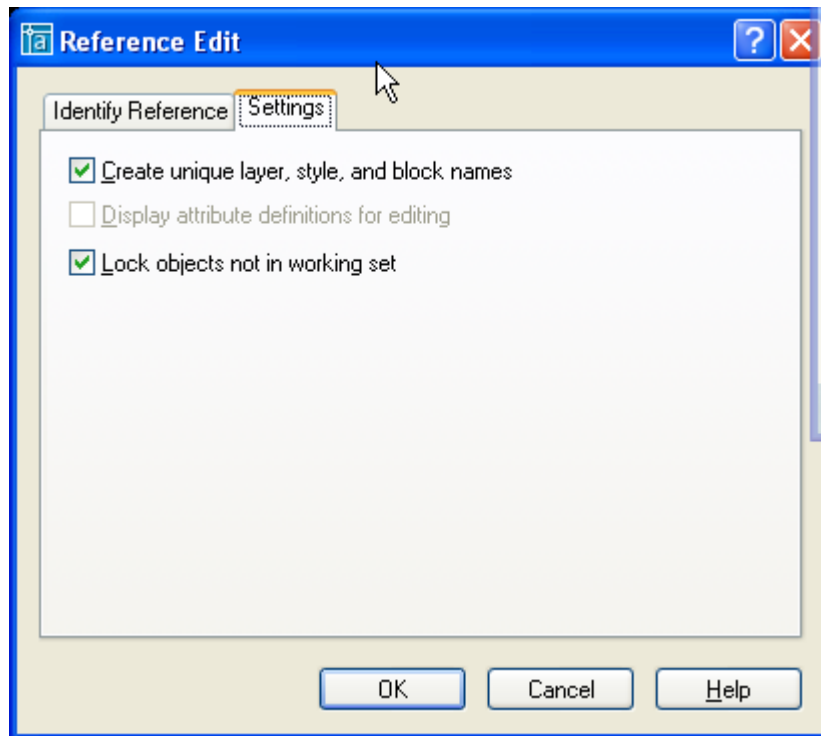 Reference Edit
Identify Reference Settings
Create unique layer, style, and block names
Display attribute definitions for editing
Lock objects not in working set
OK Cancel Help